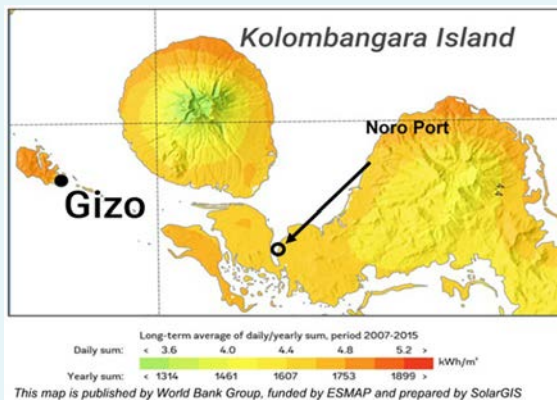 Kolombangara Island
Noro Port
Gizo
4.4
Long-term average of daily/yearly sum, period 2007-2015
Daily sum: < 3.6 4.0 4.4 4.8 5.2 >
kWh/m²
Yearly sum: < 1314 1461 1607 1753 1899 >
This map is published by World Bank Group, funded by ESMAP and prepared by SolarGIS